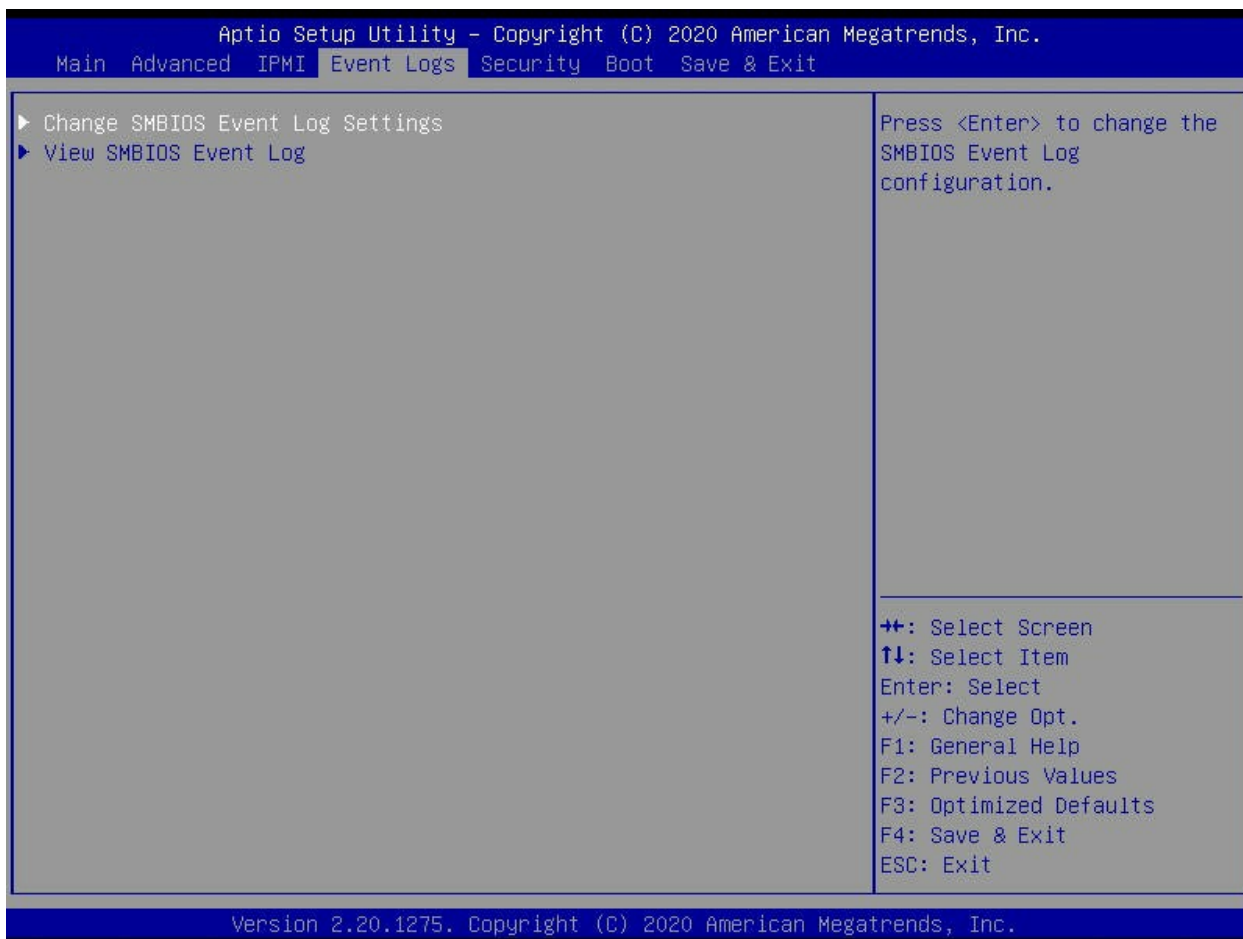 Aptio Setup Utility – Copyright (C) 2020 American Megatrends, Inc.
Main Advanced IPMI Event Logs Security Boot Save & Exit
▶ Change SMBIOS Event Log Settings
▶ View SMBIOS Event Log
Press <Enter> to change the
SMBIOS Event Log
configuration.
→←: Select Screen
↑↓: Select Item
Enter: Select
+/-: Change Opt.
F1: General Help
F2: Previous Values
F3: Optimized Defaults
F4: Save & Exit
ESC: Exit
Version 2.20.1275. Copyright (C) 2020 American Megatrends, Inc.